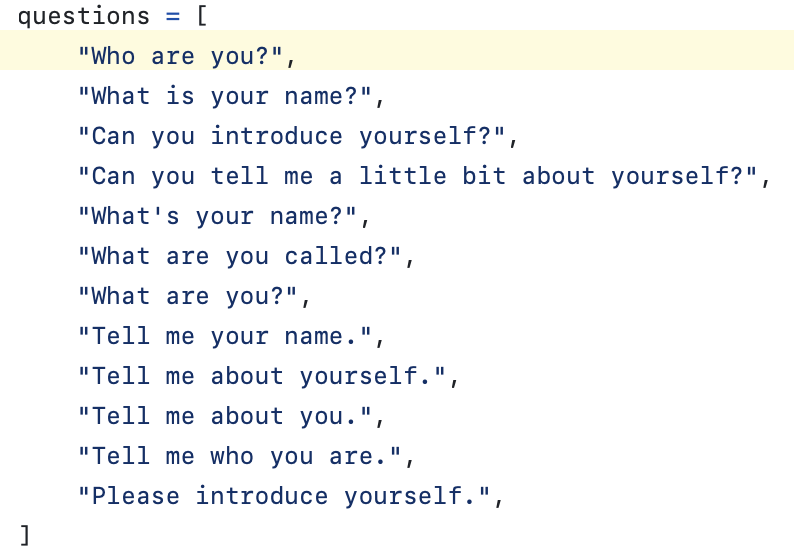 questions = [
    "Who are you?",
    "What is your name?",
    "Can you introduce yourself?",
    "Can you tell me a little bit about yourself?",
    "What's your name?",
    "What are you called?",
    "What are you?",
    "Tell me your name.",
    "Tell me about yourself.",
    "Tell me about you.",
    "Tell me who you are.",
    "Please introduce yourself.",
]